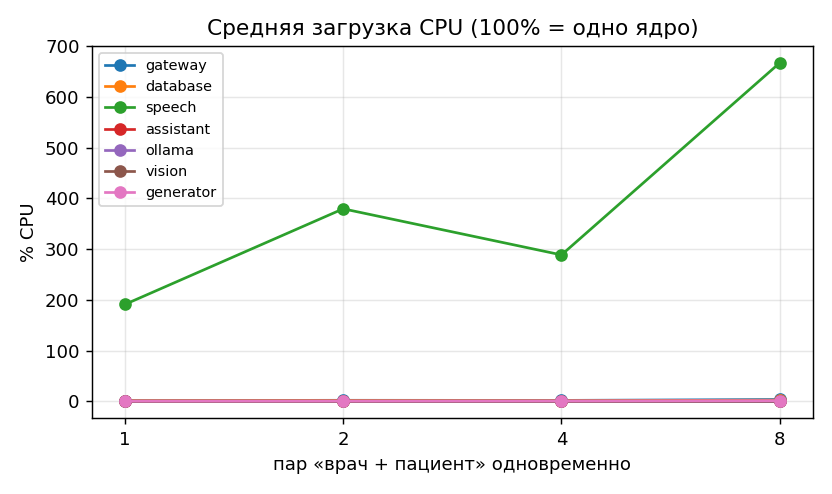 Средняя загрузка CPU (100% = одно ядро)
700
600
500
400
300
200
100
0
% CPU
gateway
database
speech
assistant
ollama
vision
generator
1 2 4 8
пар «врач + пациент» одновременно